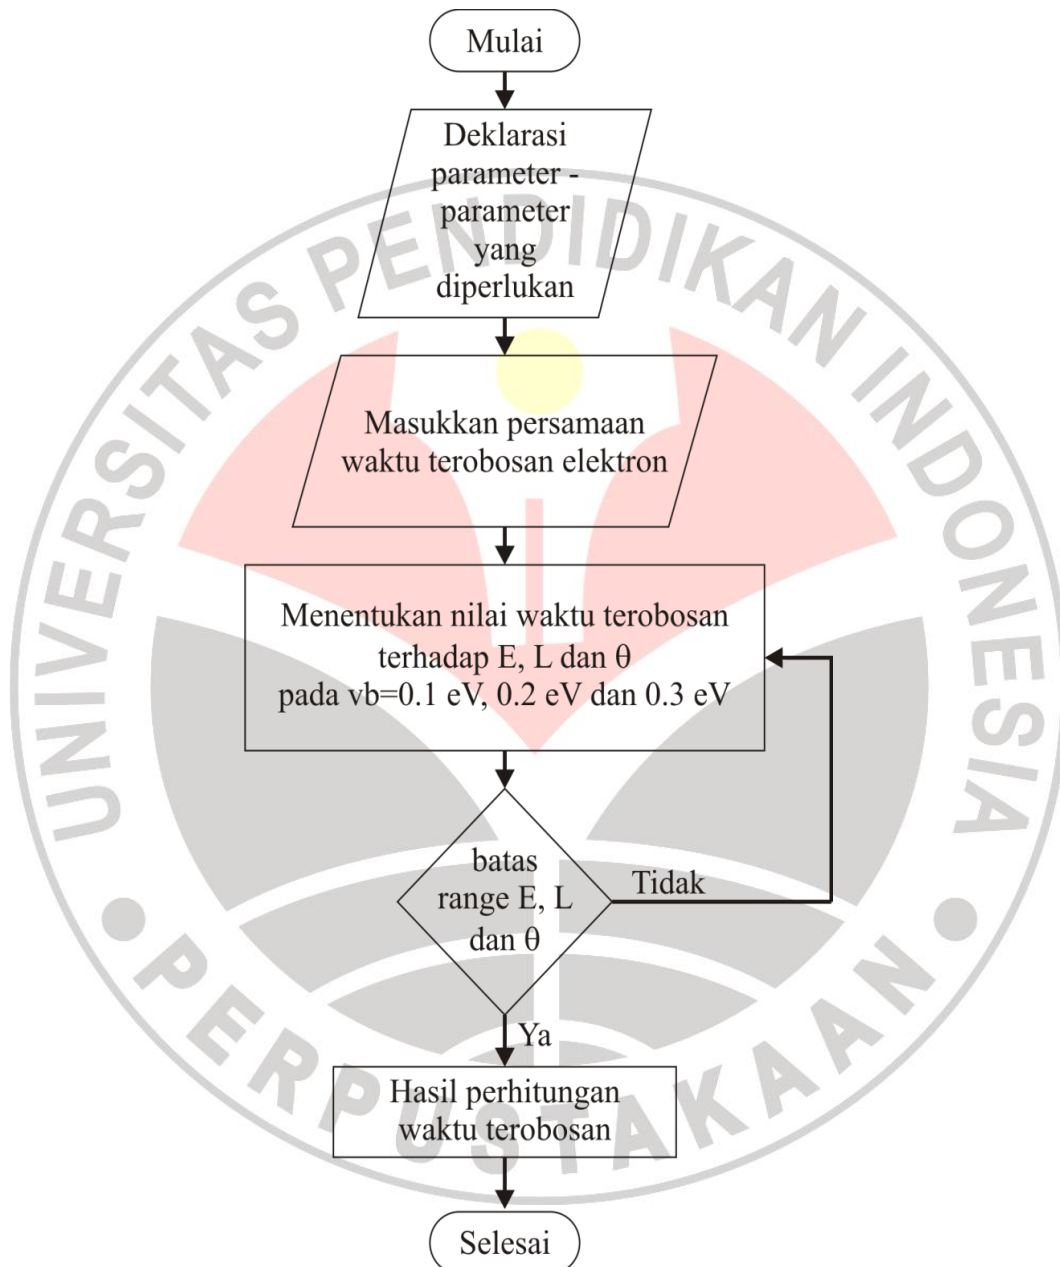 Mulai
Deklarasi
parameter -
parameter
yang
diperlukan
UNIVERSITAS PENDIDIKAN INDONESIA
Masukkan persamaan
waktu terobosan elektron
Menentukan nilai waktu terobosan
terhadap E, L dan θ
pada vb=0.1 eV, 0.2 eV dan 0.3 eV
batas
range E, L
dan θ
Tidak
Ya
Hasil perhitungan
waktu terobosan
PERPUSTAKAAN
Selesai